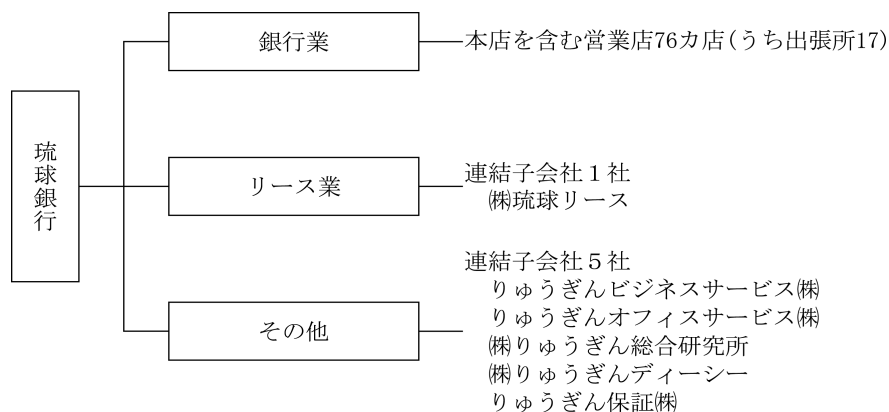 琉球銀行
銀行業
本店を含む営業店76カ店(うち出張所17)
リース業
連結子会社1社
㈱琉球リース
その他
連結子会社5社
りゅうぎんビジネスサービス㈱
りゅうぎんオフィスサービス㈱
㈱りゅうぎん総合研究所
㈱りゅうぎんディーシー
りゅうぎん保証㈱